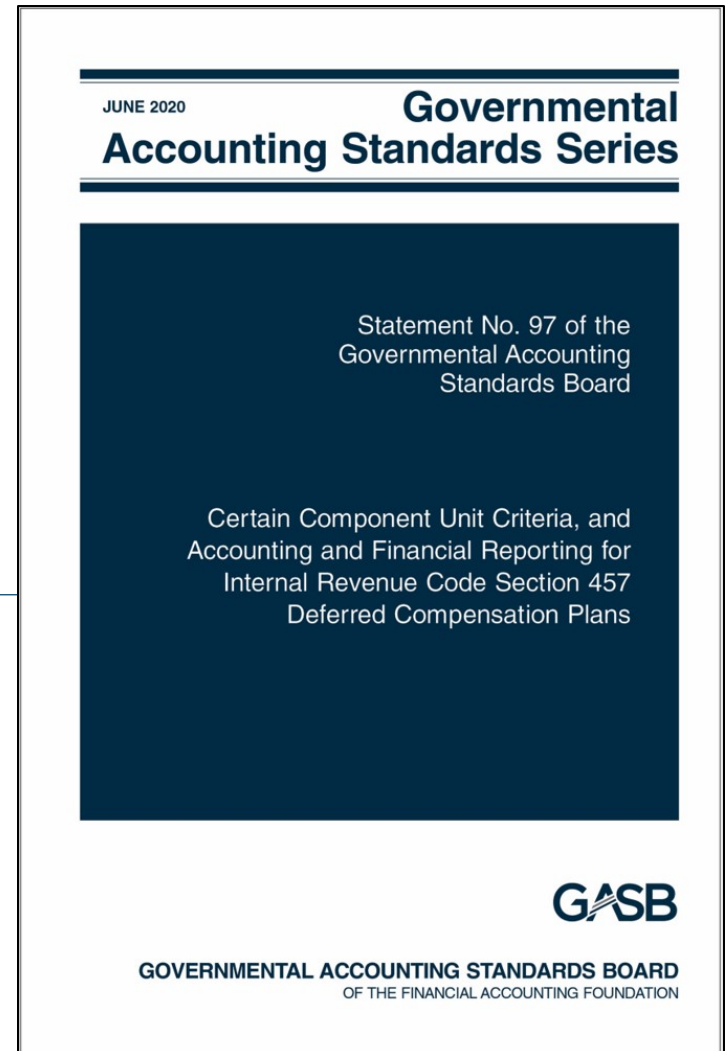 JUNE 2020
Governmental
Accounting Standards Series
Statement No. 97 of the
Governmental Accounting
Standards Board
Certain Component Unit Criteria, and
Accounting and Financial Reporting for
Internal Revenue Code Section 457
Deferred Compensation Plans
GASB
GOVERNMENTAL ACCOUNTING STANDARDS BOARD
OF THE FINANCIAL ACCOUNTING FOUNDATION